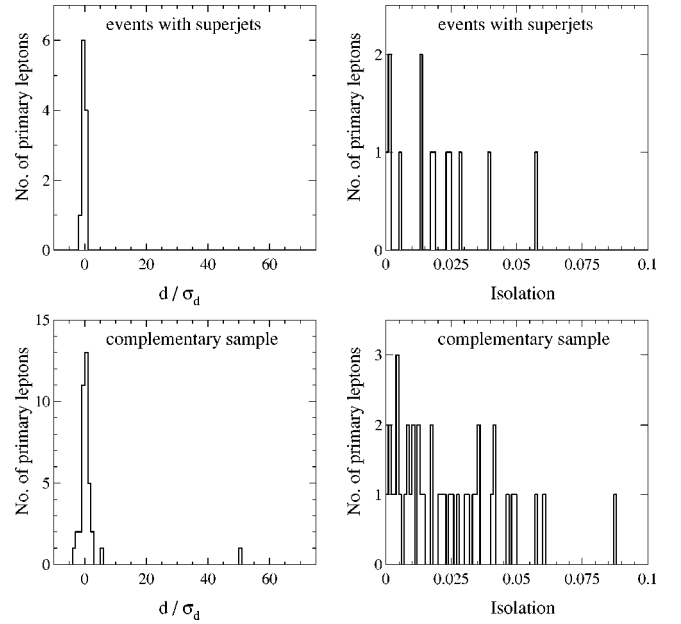 events with superjets
No. of primary leptons
6
4
2
0
0 20 40 60
d / σd
events with superjets
No. of primary leptons
2
1
0
0 0.025 0.05 0.075 0.1
Isolation
complementary sample
No. of primary leptons
15
10
5
0
0 20 40 60
d / σd
complementary sample
No. of primary leptons
3
2
1
0
0 0.025 0.05 0.075 0.1
Isolation